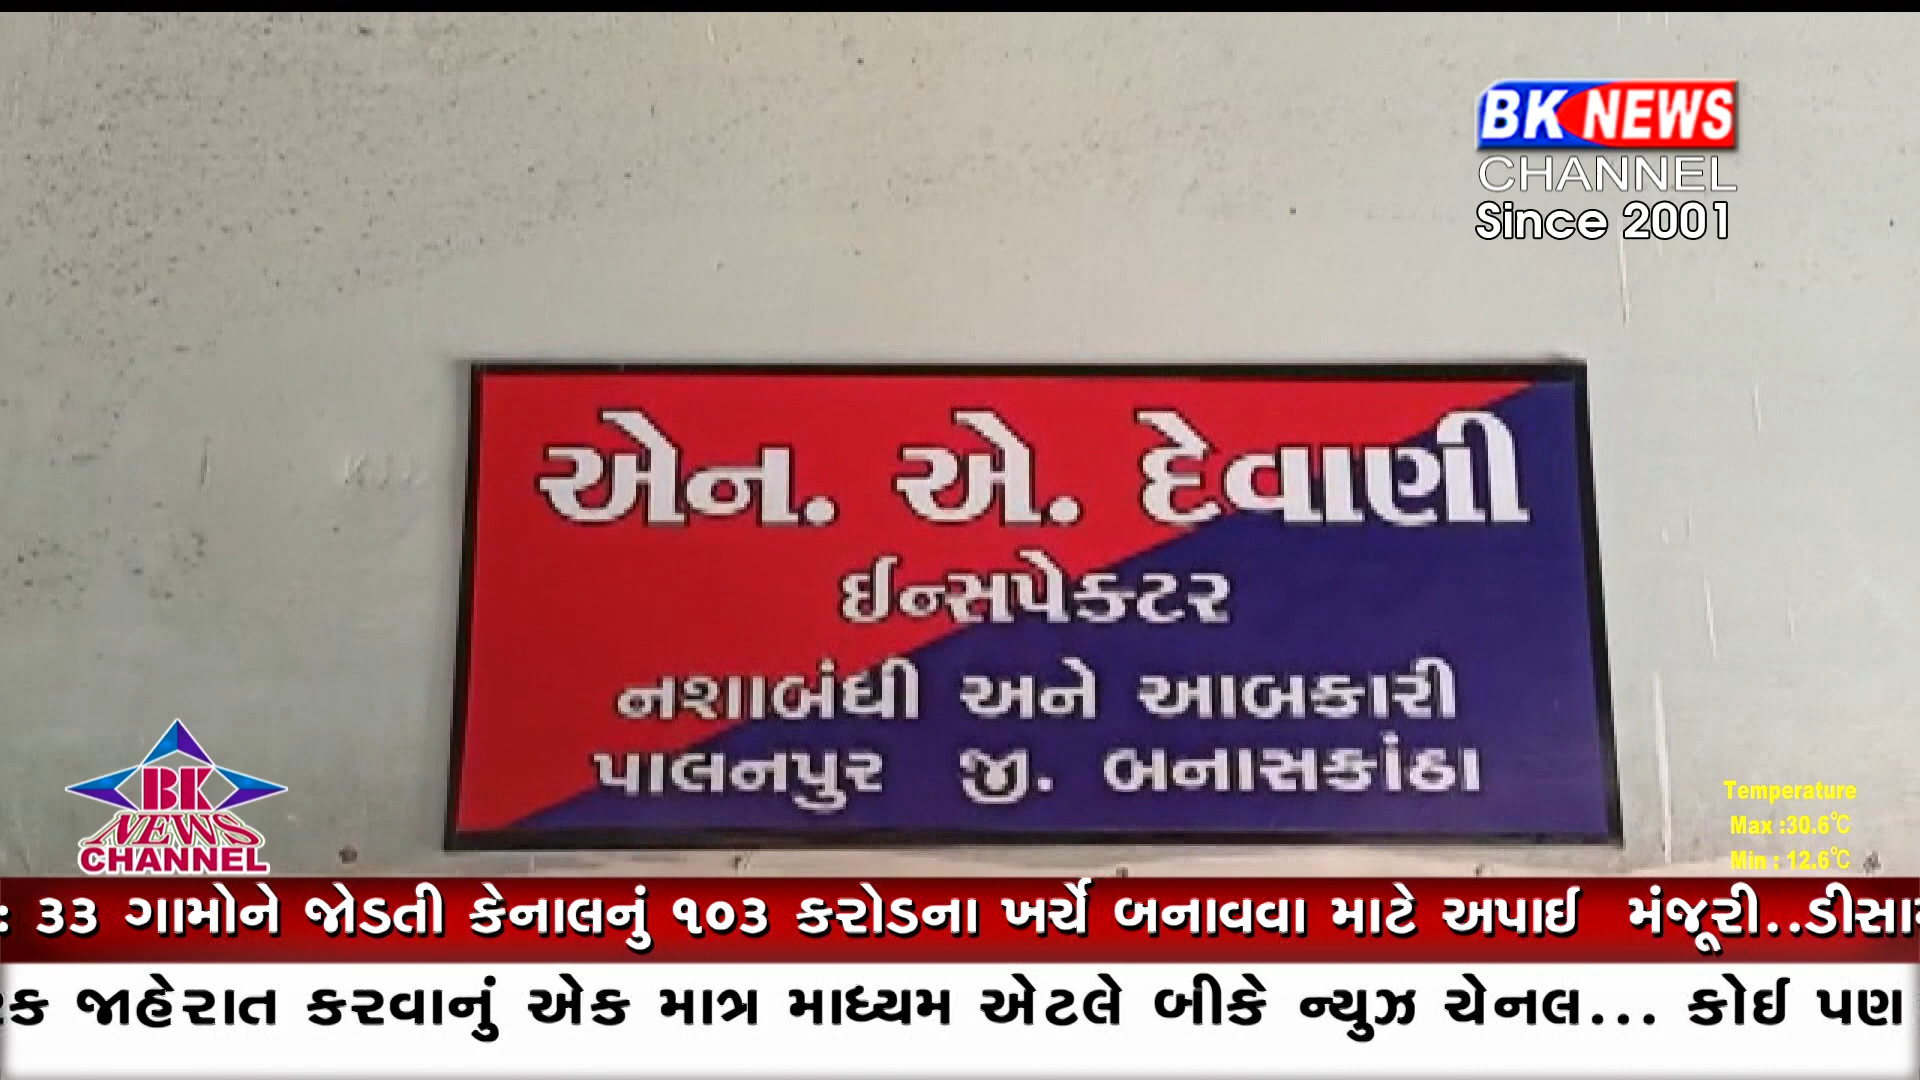 BK NEWS
CHANNEL
Since 2001
એન. એ. દેવાણી
ઈન્સપેક્ટર
નશાબંધી અને આબકારી
પાલનપુર જી. બનાસકાંઠા
BK
NEWS
CHANNEL
Temperature
Max :30.6℃
Min : 12.6℃
: ૩૩ ગામોને જોડતી કેનાલનું ૧૦૩ કરોડના ખર્ચે બનાવવા માટે અપાઈ મંજૂરી..ડીસા
જાહેરાત કરવાનું એક માત્ર માધ્યમ એટલે બીકે ન્યુઝ ચેનલ... કોઈ પણ